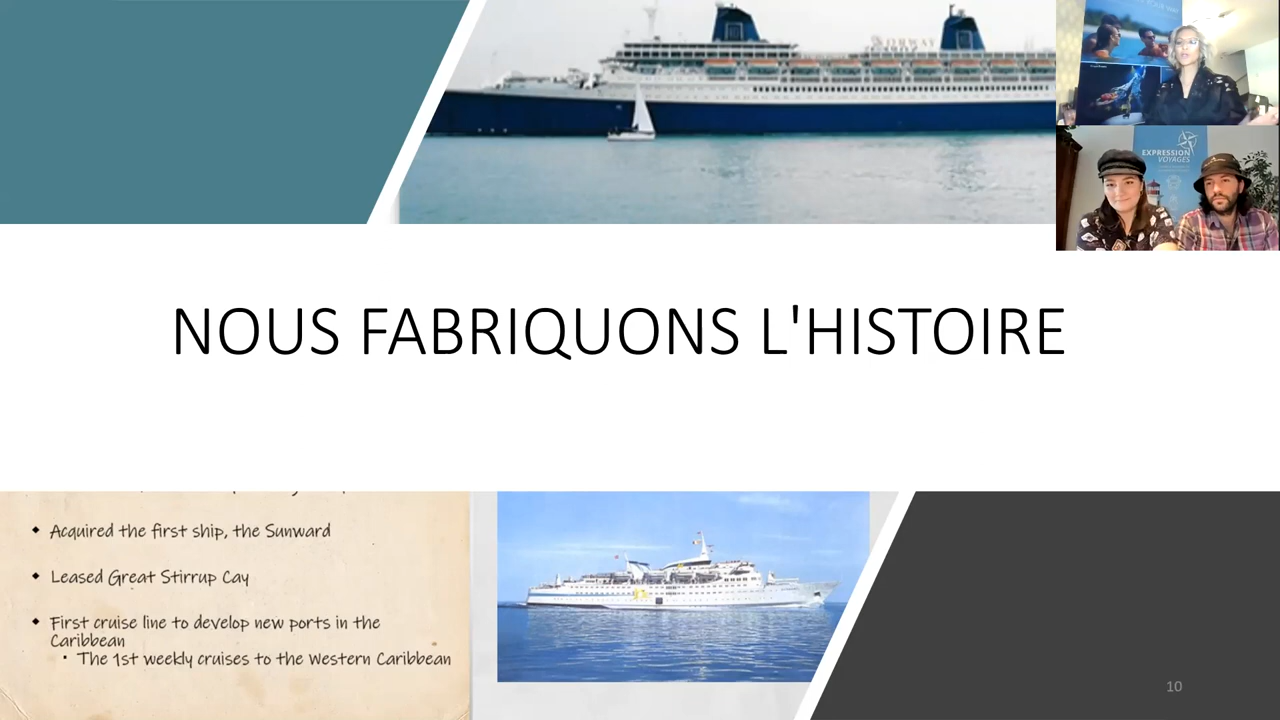 NORWAY
EXPRESSION
VOYAGES
NOUS FABRIQUONS L'HISTOIRE
Acquired the first ship, the Sunward
Leased Great Stirrup Cay
First cruise line to develop new ports in the
Caribbean
The 1st weekly cruises to the Western Caribbean
10